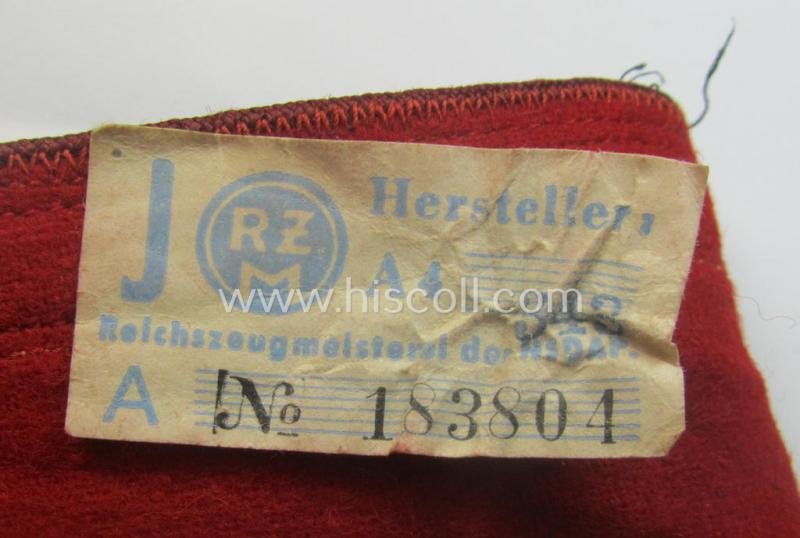 J RZM Hersteller:
A4
www.hiscoll.com
Reichszeugmeisterei der NSDAP.
A № 183804